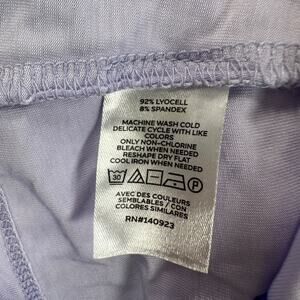 92% LYOCELL
8% SPANDEX
MACHINE WASH COLD
DELICATE CYCLE WITH LIKE
COLORS
ONLY NON-CHLORINE
BLEACH WHEN NEEDED
RESHAPE DRY FLAT
COOL IRON WHEN NEEDED
30 P
AVEC DES COULEURS
SEMBLABLES / CON
COLORES SIMILARES
RN#140923